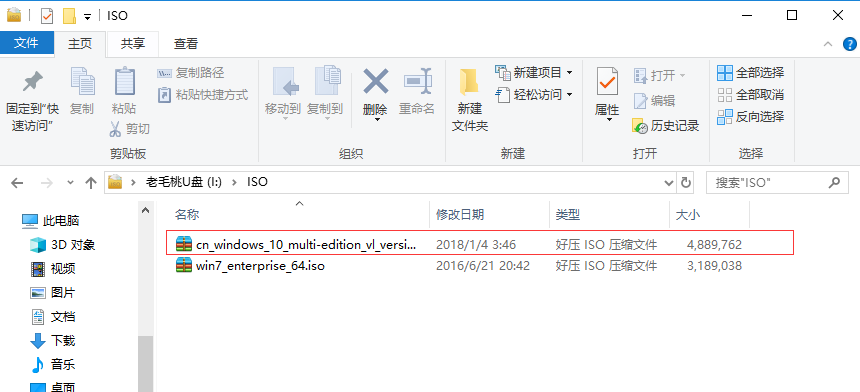 ISO
文件 主页 共享 查看
固定到"快速访问"
复制
粘贴
复制路径
粘贴快捷方式
剪切
剪贴板
移动到
复制到
删除
重命名
组织
新建文件夹
新建项目
轻松访问
新建
属性
打开
编辑
历史记录
打开
全部选择
全部取消
反向选择
选择
老毛桃U盘 (I:) ISO
搜索"ISO"
此电脑
3D 对象
视频
图片
文档
下载
音乐
桌面
名称 修改日期 类型 大小
cn_windows_10_multi-edition_vl_versi... 2018/1/4 3:46 好压 ISO 压缩文件 4,889,762
win7_enterprise_64.iso 2016/6/21 20:42 好压 ISO 压缩文件 3,189,038